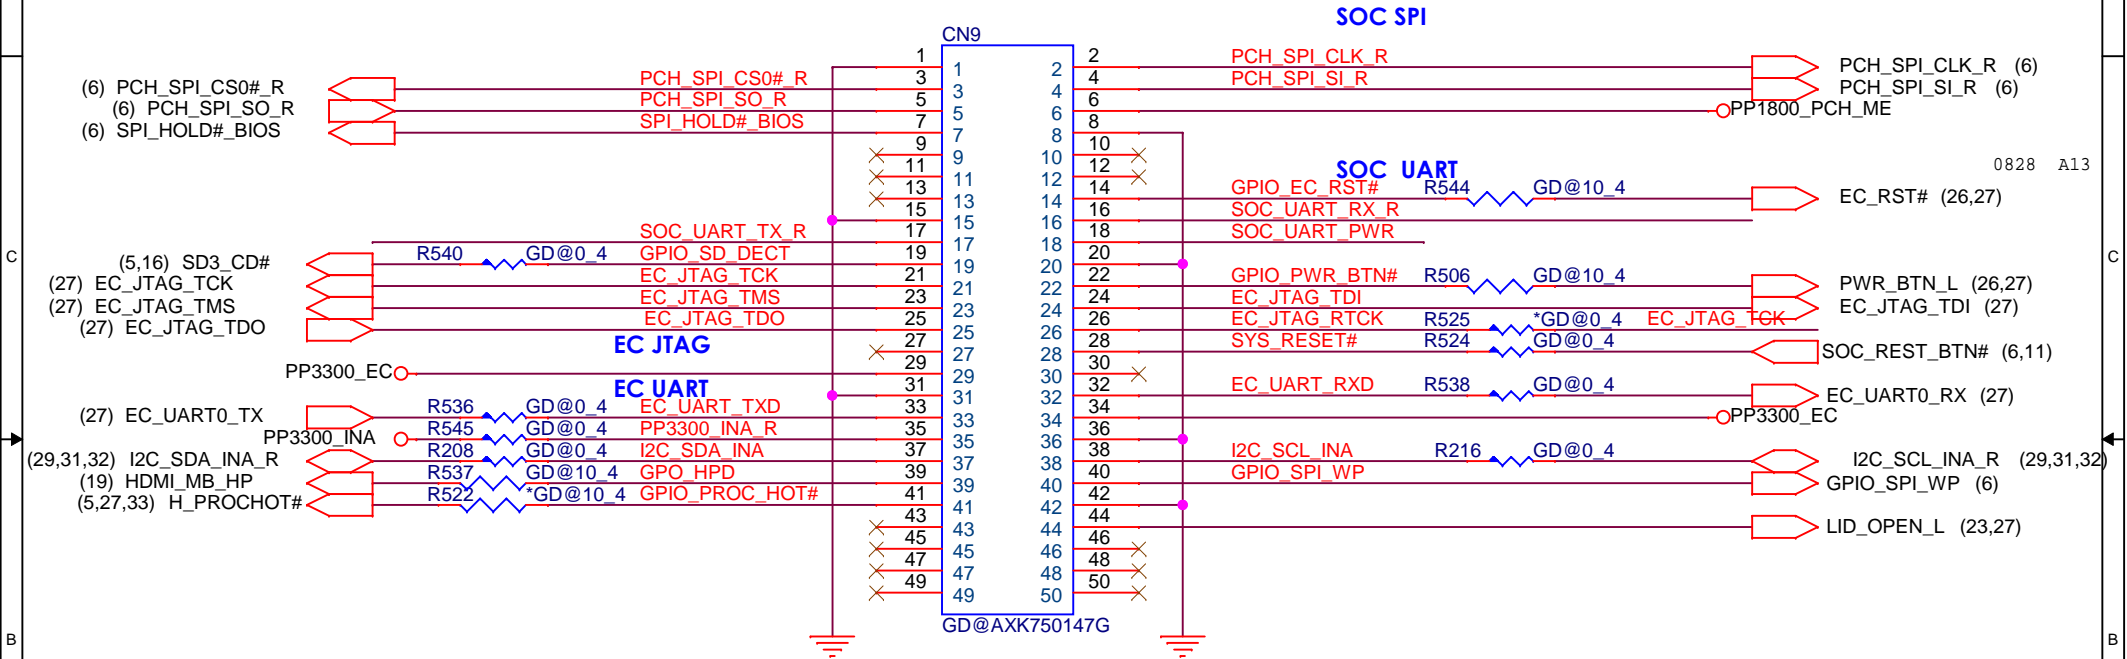 SOC SPI
CN9
1 1 2 2 PCH_SPI_CLK_R PCH_SPI_CLK_R (6)
(6) PCH_SPI_CS0#_R PCH_SPI_CS0#_R 3 3 4 4 PCH_SPI_SI_R PCH_SPI_SI_R (6)
(6) PCH_SPI_SO_R PCH_SPI_SO_R 5 5 6 6 PP1800_PCH_ME
(6) SPI_HOLD#_BIOS SPI_HOLD#_BIOS 7 7 8 8
9 9 10 10
11 11 12 12
SOC UART
0828 A13
13 13 14 14 GPIO_EC_RST# R544 GD@10_4 EC_RST# (26,27)
15 15 16 16 SOC_UART_RX_R
SOC_UART_TX_R 17 17 18 18 SOC_UART_PWR
C (5,16) SD3_CD# R540 GD@0_4 GPIO_SD_DECT 19 19 20 20 C
(27) EC_JTAG_TCK EC_JTAG_TCK 21 21 22 22 GPIO_PWR_BTN# R506 GD@10_4 PWR_BTN_L (26,27)
(27) EC_JTAG_TMS EC_JTAG_TMS 23 23 24 24 EC_JTAG_TDI EC_JTAG_TDI (27)
(27) EC_JTAG_TDO EC_JTAG_TDO 25 25 26 26 EC_JTAG_RTCK R525 *GD@0_4 EC_JTAG_TCK
EC JTAG
27 27 28 28 SYS_RESET# R524 GD@0_4 SOC_REST_BTN# (6,11)
PP3300_EC 29 29 30 30
EC UART
31 31 32 32 EC_UART_RXD R538 GD@0_4 EC_UART0_RX (27)
(27) EC_UART0_TX R536 GD@0_4 EC_UART_TXD 33 33 34 34 PP3300_EC
PP3300_INA R545 GD@0_4 PP3300_INA_R 35 35 36 36
(29,31,32) I2C_SDA_INA_R R208 GD@0_4 I2C_SDA_INA 37 37 38 38 I2C_SCL_INA R216 GD@0_4 I2C_SCL_INA_R (29,31,32)
(19) HDMI_MB_HP R537 GD@10_4 GPO_HPD 39 39 40 40 GPIO_SPI_WP GPIO_SPI_WP (6)
(5,27,33) H_PROCHOT# R522 *GD@10_4 GPIO_PROC_HOT# 41 41 42 42
43 43 44 44 LID_OPEN_L (23,27)
45 45 46 46
47 47 48 48
49 49 50 50
GD@AXK750147G
B B